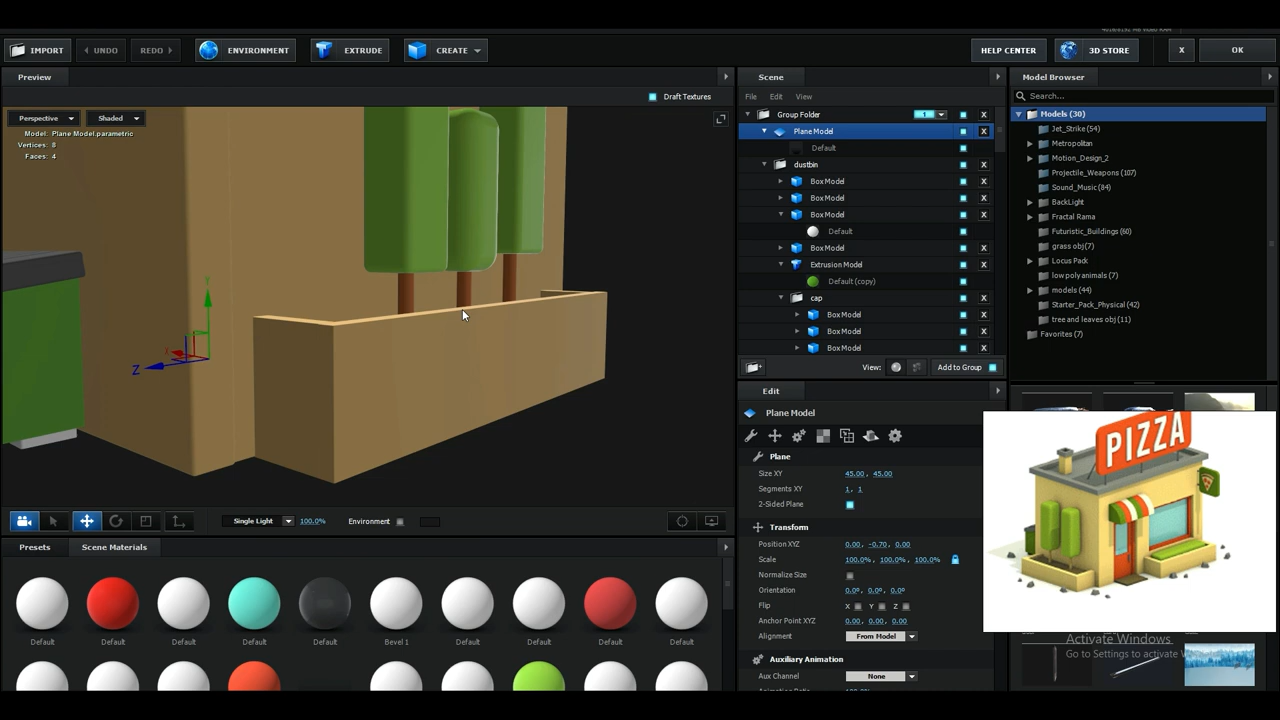 IMPORT
UNDO
REDO
ENVIRONMENT
EXTRUDE
CREATE
HELP CENTER
3D STORE
X
OK
Preview
Scene
Model Browser
Draft Textures
File
Edit
View
Search...
Perspective
Shaded
Model: Plane Model.parametric
Vertices: 8
Faces: 4
Y
X
Z
Group Folder
1
X
Plane Model
X
Default
dustbin
X
Box Model
X
Box Model
X
Box Model
X
Default
Box Model
X
Extrusion Model
X
Default (copy)
cap
X
Box Model
X
Box Model
X
Box Model
X
View:
Add to Group
Models (30)
Jet_Strike (54)
Metropolitan
Motion_Design_2
Projectile_Weapons (107)
Sound_Music (84)
BackLight
Fractal Rama
Futuristic_Buildings (60)
grass obj(7)
Locus Pack
low poly animals (7)
models (44)
Starter_Pack_Physical (42)
tree and leaves obj (11)
Favorites (7)
Edit
Plane Model
Plane
Size XY 45.00, 45.00
Segments XY 1, 1
2-Sided Plane
Transform
Position XYZ 0.00, -0.70, 0.00
Scale 100.0%, 100.0%, 100.0%
Normalize Size
Orientation 0.0º, 0.0º, 0.0º
Flip X Y Z
Anchor Point XYZ 0.00, 0.00, 0.00
Alignment From Model
Auxiliary Animation
Aux Channel None
Single Light
100.0%
Environment
Presets
Scene Materials
Default Default Default Default Default Bevel 1 Default Default Default Default
PIZZA
Activate Windows
Go to Settings to activate W